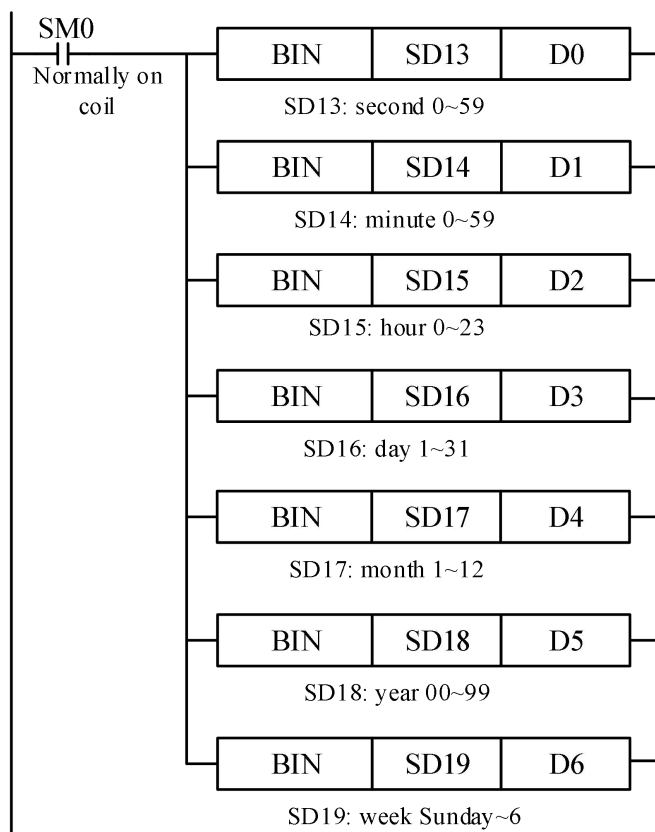 SM0
Normally on
coil
BIN SD13 D0
SD13: second 0~59
BIN SD14 D1
SD14: minute 0~59
BIN SD15 D2
SD15: hour 0~23
BIN SD16 D3
SD16: day 1~31
BIN SD17 D4
SD17: month 1~12
BIN SD18 D5
SD18: year 00~99
BIN SD19 D6
SD19: week Sunday~6